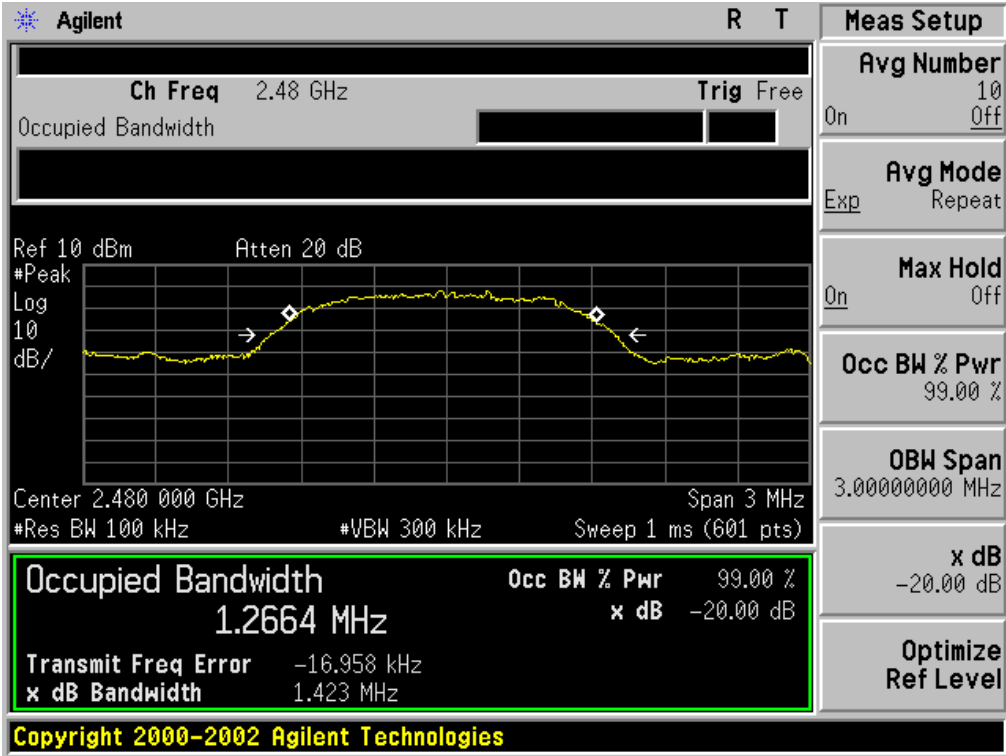 Agilent R T
Ch Freq 2.48 GHz Trig Free
Occupied Bandwidth
Ref 10 dBm Atten 20 dB
#Peak
Log
10
dB/
Center 2.480 000 GHz Span 3 MHz
#Res BW 100 kHz #VBW 300 kHz Sweep 1 ms (601 pts)
Occupied Bandwidth
1.2664 MHz
Occ BW % Pwr 99.00 %
x dB -20.00 dB
Transmit Freq Error -16.958 kHz
x dB Bandwidth 1.423 MHz
Copyright 2000-2002 Agilent Technologies
Meas Setup
Avg Number
10
On Off
Avg Mode
Exp Repeat
Max Hold
On Off
Occ BW % Pwr
99.00 %
OBW Span
3.00000000 MHz
x dB
-20.00 dB
Optimize
Ref Level